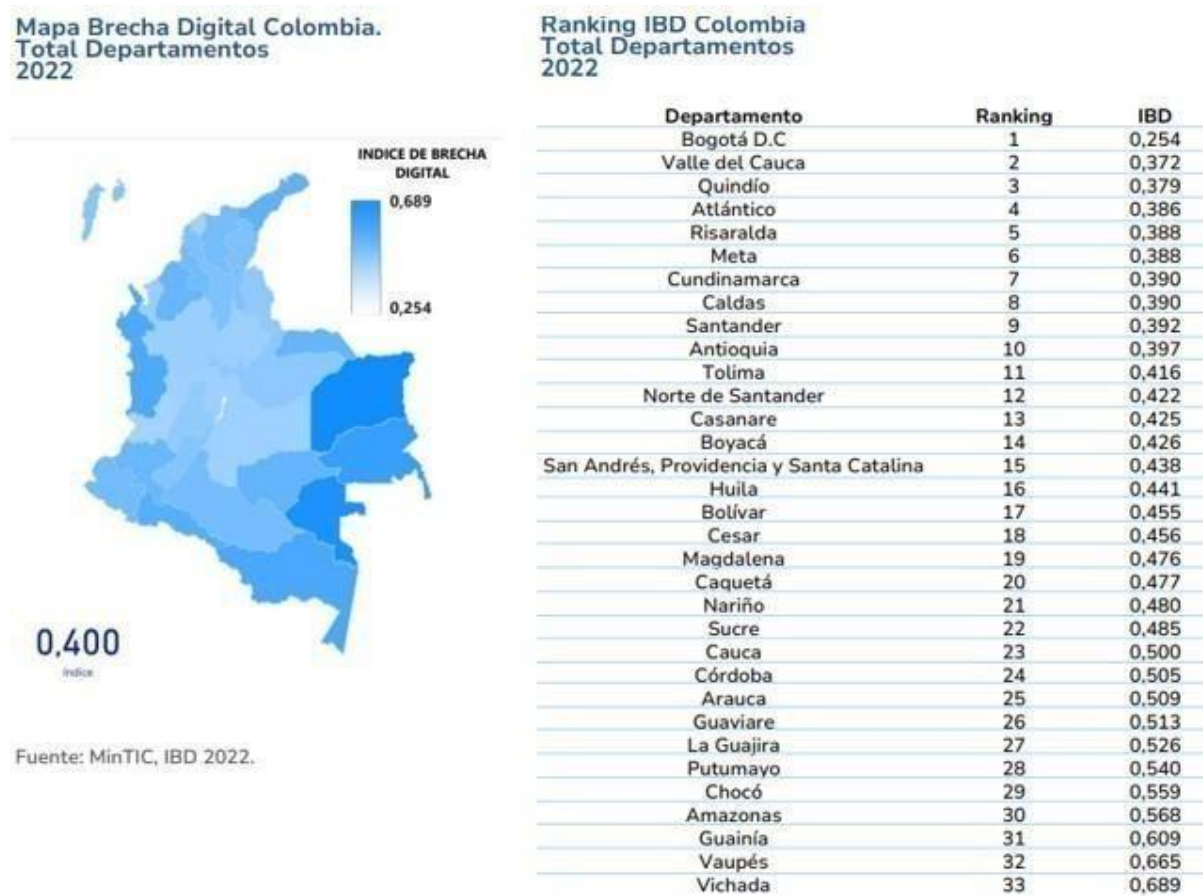 Mapa Brecha Digital Colombia.
Total Departamentos
2022
INDICE DE BRECHA
DIGITAL
0,689
0,254
0,400
Indice
Fuente: MinTIC, IBD 2022.
Ranking IBD Colombia
Total Departamentos
2022
Departamento Ranking IBD
Bogotá D.C 1 0,254
Valle del Cauca 2 0,372
Quindío 3 0,379
Atlántico 4 0,386
Risaralda 5 0,388
Meta 6 0,388
Cundinamarca 7 0,390
Caldas 8 0,390
Santander 9 0,392
Antioquia 10 0,397
Tolima 11 0,416
Norte de Santander 12 0,422
Casanare 13 0,425
Boyacá 14 0,426
San Andrés, Providencia y Santa Catalina 15 0,438
Huila 16 0,441
Bolívar 17 0,455
Cesar 18 0,456
Magdalena 19 0,476
Caquetá 20 0,477
Nariño 21 0,480
Sucre 22 0,485
Cauca 23 0,500
Córdoba 24 0,505
Arauca 25 0,509
Guaviare 26 0,513
La Guajira 27 0,526
Putumayo 28 0,540
Chocó 29 0,559
Amazonas 30 0,568
Guainía 31 0,609
Vaupés 32 0,665
Vichada 33 0,689